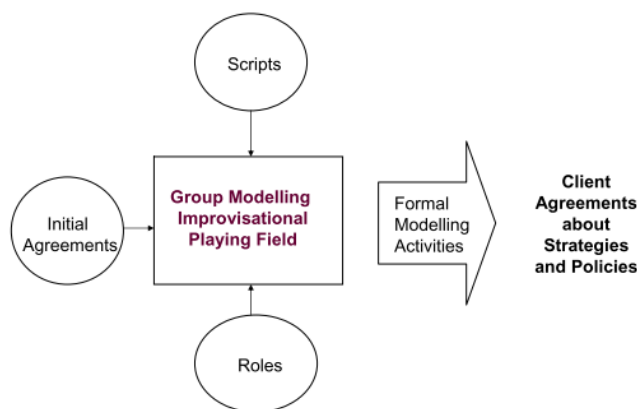 Scripts
Group Modelling
Improvisational
Playing Field
Initial
Agreements
Roles
Formal
Modelling
Activities
Client
Agreements
about
Strategies
and Policies